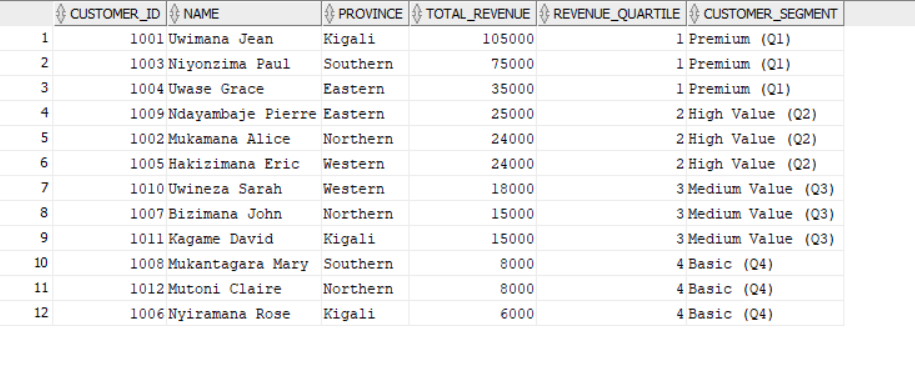 CUSTOMER_ID NAME PROVINCE TOTAL_REVENUE REVENUE_QUARTILE CUSTOMER_SEGMENT
1 1001 Uwimana Jean Kigali 105000 1 Premium (Q1)
2 1003 Niyonzima Paul Southern 75000 1 Premium (Q1)
3 1004 Uwase Grace Eastern 35000 1 Premium (Q1)
4 1009 Ndayambaje Pierre Eastern 25000 2 High Value (Q2)
5 1002 Mukamana Alice Northern 24000 2 High Value (Q2)
6 1005 Hakizimana Eric Western 24000 2 High Value (Q2)
7 1010 Uwineza Sarah Western 18000 3 Medium Value (Q3)
8 1007 Bizimana John Northern 15000 3 Medium Value (Q3)
9 1011 Kagame David Kigali 15000 3 Medium Value (Q3)
10 1008 Mukantagara Mary Southern 8000 4 Basic (Q4)
11 1012 Mutoni Claire Northern 8000 4 Basic (Q4)
12 1006 Nyiramana Rose Kigali 6000 4 Basic (Q4)